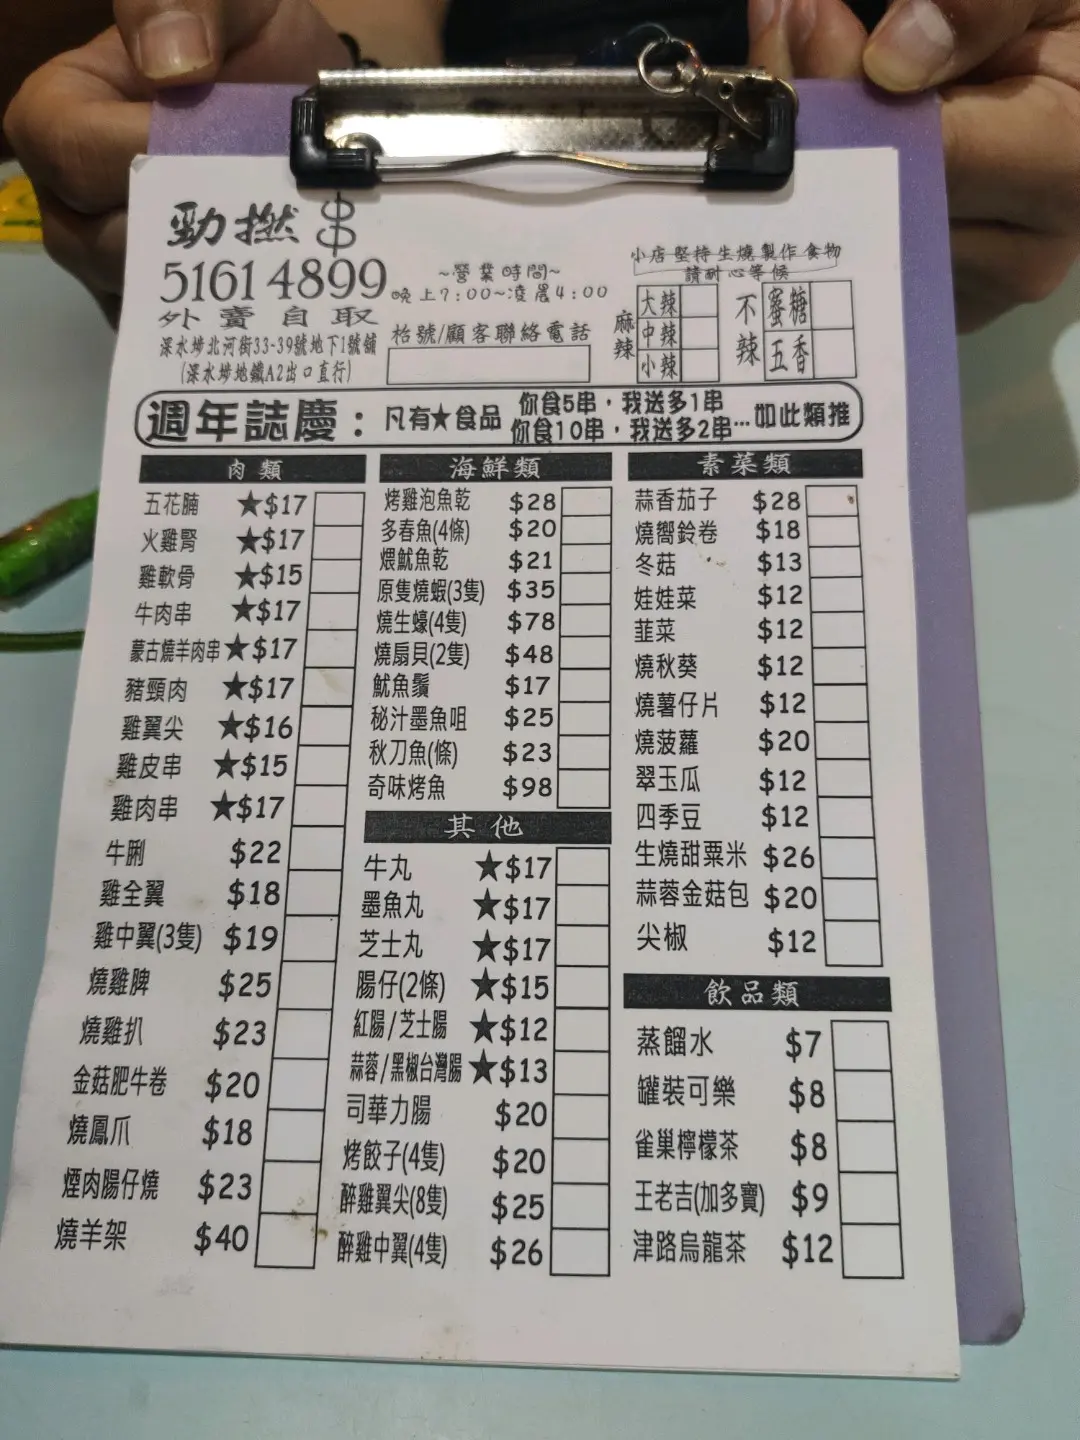 勁撚串
51614899
外賣自取
深水埗北河街33-39號地下1號舖
(深水埗地鐵A2出口直行)
~營業時間~
晚上7:00~淩晨4:00
枱號/顧客聯絡電話
小店堅持生燒製作食物
請耐心等候
麻辣
大辣
中辣
小辣
不辣
蜜糖
五香
週年誌慶：凡有★食品
你食5串，我送多1串
你食10串，我送多2串…如此類推
肉類
五花腩 ★$17
火雞腎 ★$17
雞軟骨 ★$15
牛肉串 ★$17
蒙古燒羊肉串★$17
豬頸肉 ★$17
雞翼尖 ★$16
雞皮串 ★$15
雞肉串 ★$17
牛脷 $22
雞全翼 $18
雞中翼(3隻) $19
燒雞脾 $25
燒雞扒 $23
金菇肥牛卷 $20
燒鳳爪 $18
煙肉腸仔燒 $23
燒羊架 $40
海鮮類
烤雞泡魚乾 $28
多春魚(4條) $20
煨魷魚乾 $21
原隻燒蝦(3隻) $35
燒生蠔(4隻) $78
燒扇貝(2隻) $48
魷魚鬚 $17
秘汁墨魚咀 $25
秋刀魚(條) $23
奇味烤魚 $98
其他
牛丸 ★$17
墨魚丸 ★$17
芝士丸 ★$17
腸仔(2條) ★$15
紅腸/芝士腸 ★$12
蒜蓉/黑椒台灣腸 ★$13
司華力腸 $20
烤餃子(4隻) $20
醉雞翼尖(8隻) $25
醉雞中翼(4隻) $26
素菜類
蒜香茄子 $28
燒嚮鈴卷 $18
冬菇 $13
娃娃菜 $12
韮菜 $12
燒秋葵 $12
燒薯仔片 $12
燒菠蘿 $20
翠玉瓜 $12
四季豆 $12
生燒甜粟米 $26
蒜蓉金菇包 $20
尖椒 $12
飲品類
蒸餾水 $7
罐裝可樂 $8
雀巢檸檬茶 $8
王老吉(加多寶) $9
津路烏龍茶 $12